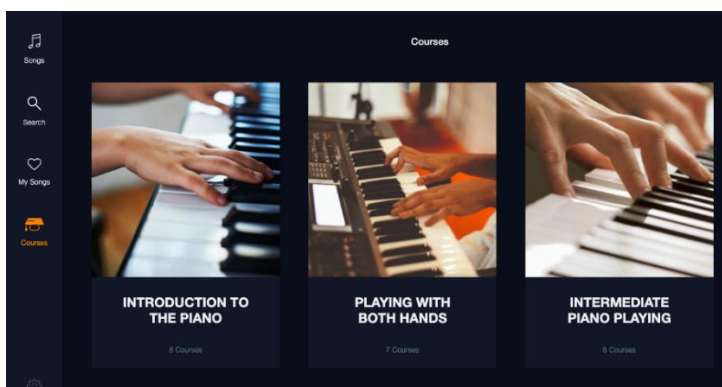 Songs
Search
My Songs
Courses
Courses
INTRODUCTION TO
THE PIANO
8 Courses
PLAYING WITH
BOTH HANDS
7 Courses
INTERMEDIATE
PIANO PLAYING
6 Courses